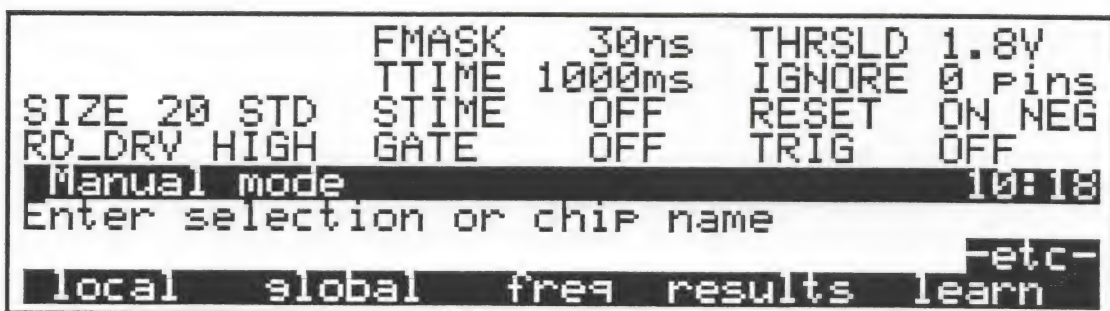 FMASK 30ns THRSLD 1.8V
TTIME 1000ms IGNORE 0 pins
SIZE 20 STD STIME OFF RESET ON NEG
RD_DRV HIGH GATE OFF TRIG OFF
Manual mode 10:18
Enter selection or chip name
-etc-
local global freq results learn